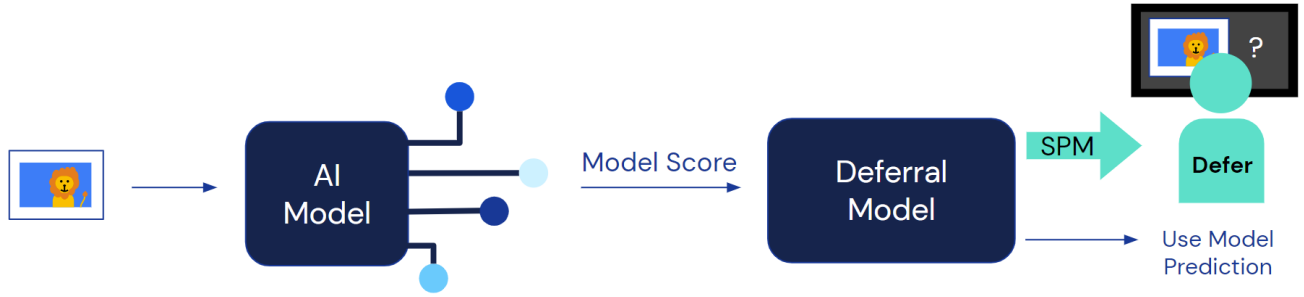 AI
Model
Model Score
Deferral
Model
SPM
?
Defer
Use Model
Prediction